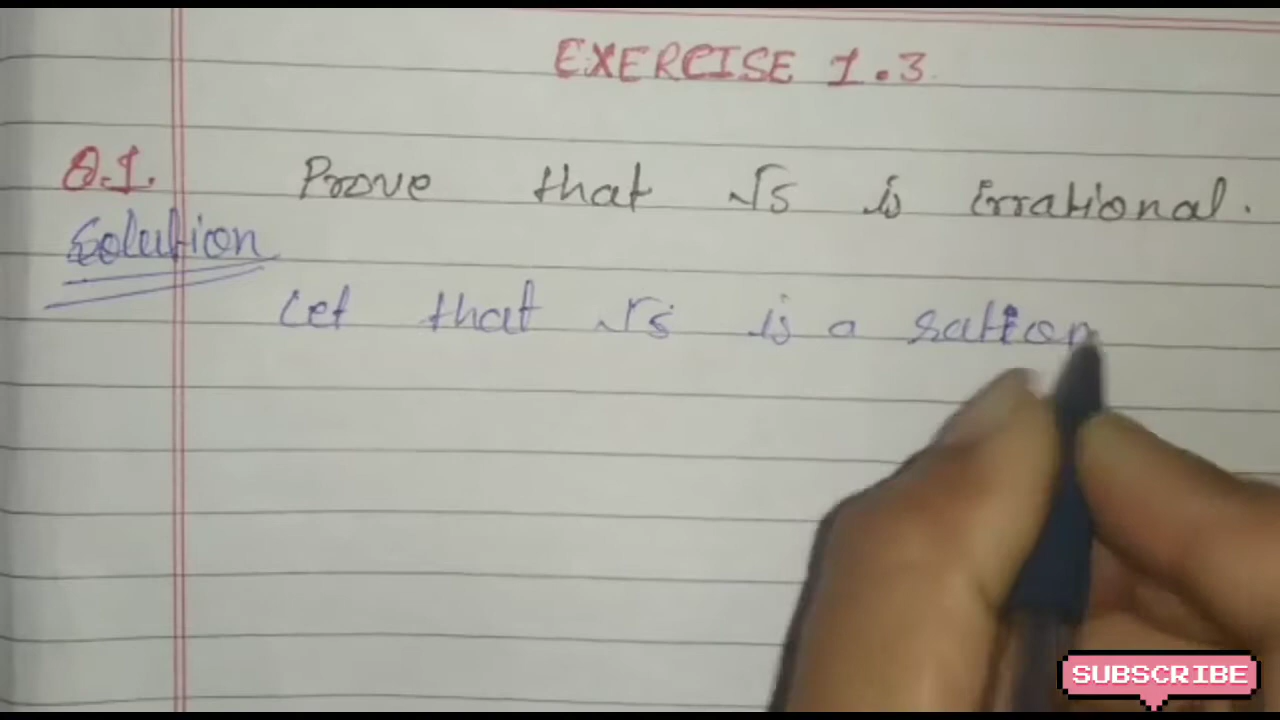 EXERCISE 1.3
Q.1. Prove that √5 is irrational.
Solution
Let that √5 is a ration
SUBSCRIBE